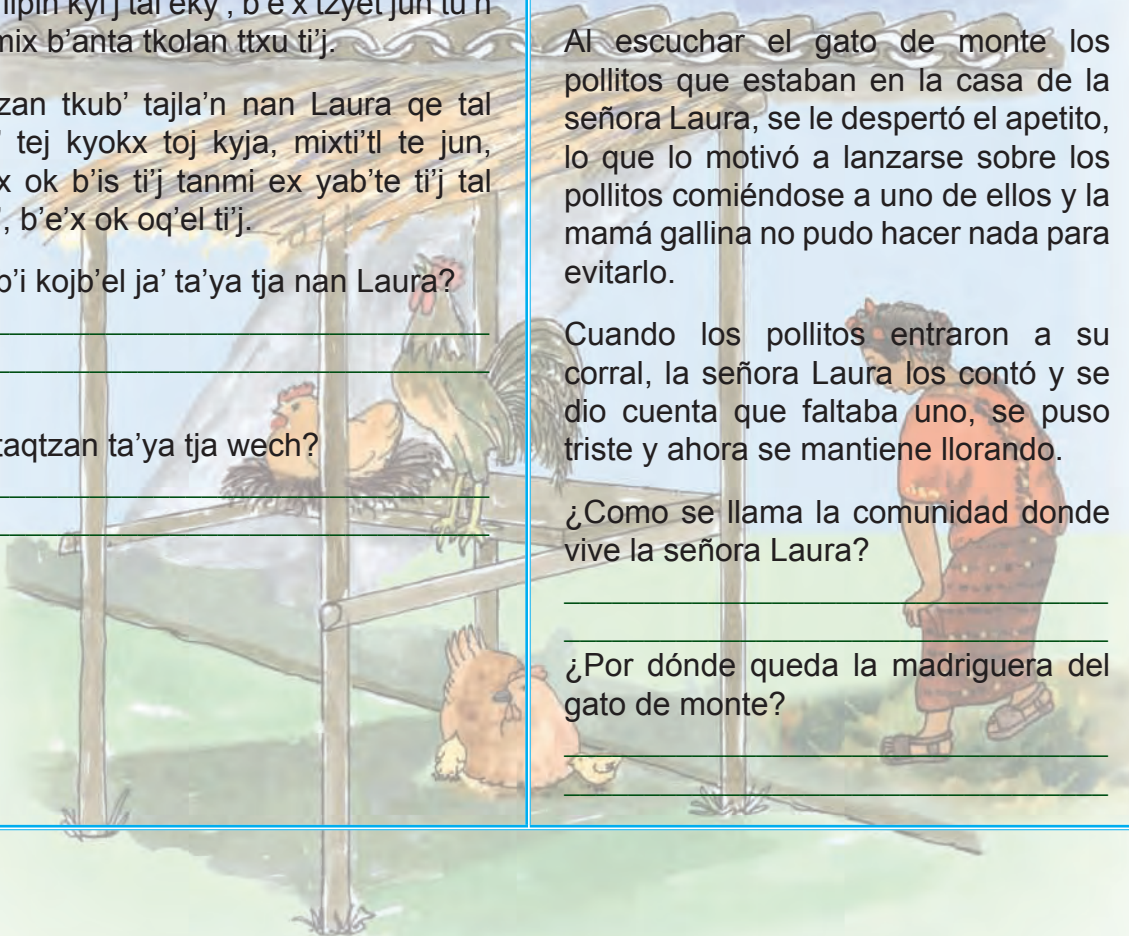 kyi'j tal eky', b'e'x tzyet jun tu'n
mix b'anta tkolan ttxu ti'j.
zan tkub' tajla'n nan Laura qe tal
tej kyokx toj kyja, mixti'tl te jun,
x ok b'is ti'j tanmi ex yab'te ti'j tal
, b'e'x ok oq'el ti'j.
b'i kojb'el ja' ta'ya tja nan Laura?
taqtzan ta'ya tja wech?
Al escuchar el gato de monte los
pollitos que estaban en la casa de la
señora Laura, se le despertó el apetito,
lo que lo motivó a lanzarse sobre los
pollitos comiéndose a uno de ellos y la
mamá gallina no pudo hacer nada para
evitarlo.
Cuando los pollitos entraron a su
corral, la señora Laura los contó y se
dio cuenta que faltaba uno, se puso
triste y ahora se mantiene llorando.
¿Como se llama la comunidad donde
vive la señora Laura?
¿Por dónde queda la madriguera del
gato de monte?